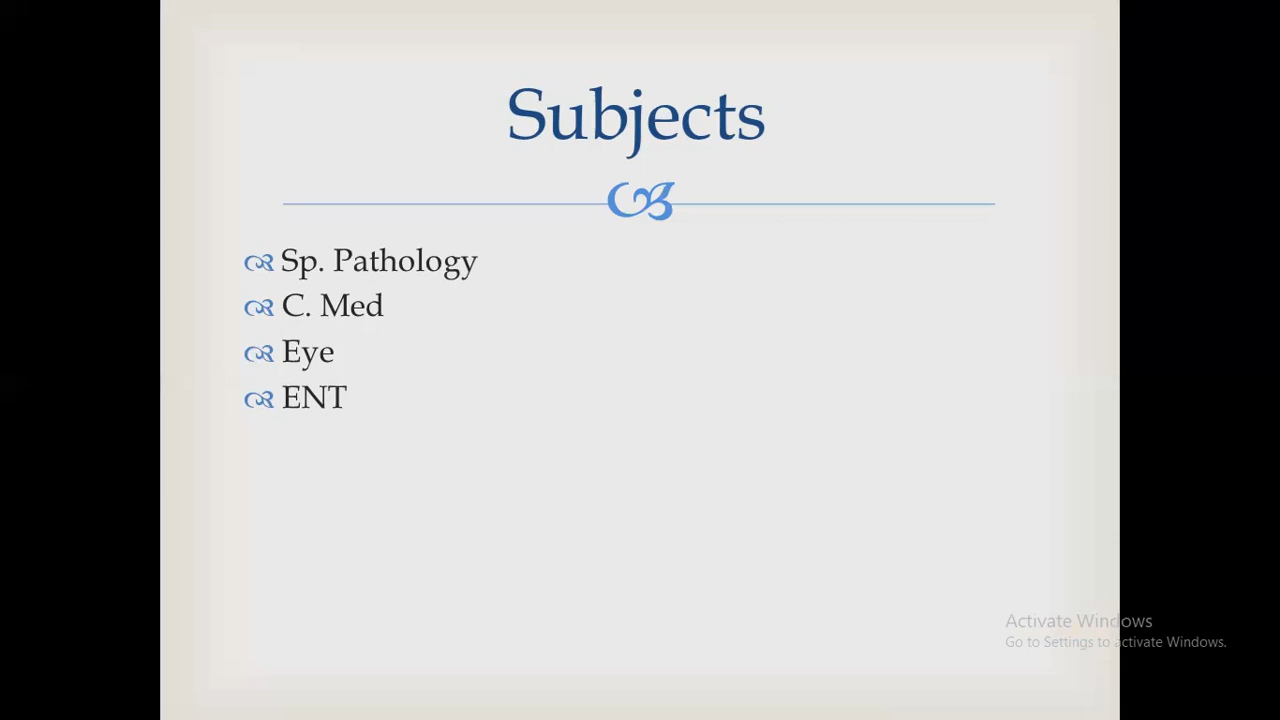 Subjects
Sp. Pathology
C. Med
Eye
ENT
Activate Windows
Go to Settings to activate Windows.